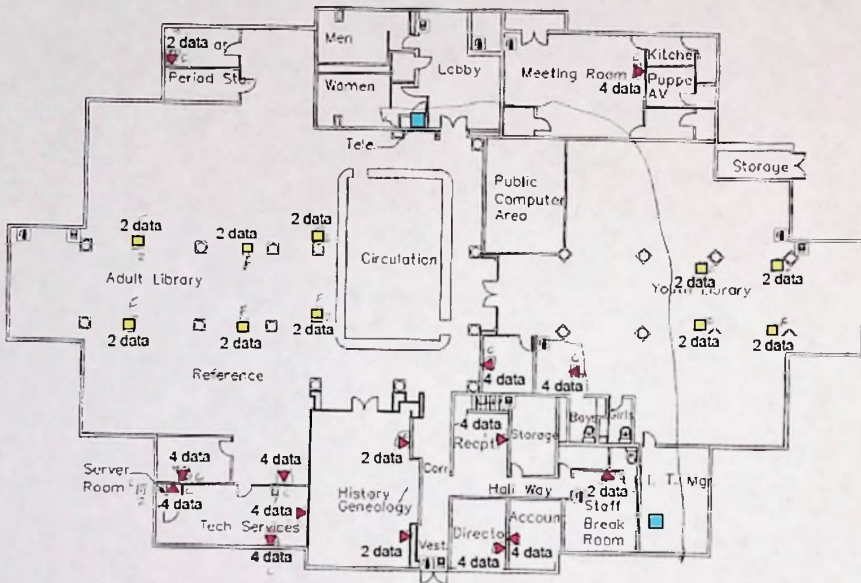 2 data
Period Sto.
Men
Women
Lobby
Tele.
Meeting Room
4 data
Kitchen
Puppe
AV
Storage
Public
Computer
Area
2 data
2 data
2 data
Circulation
Adult Library
2 data
2 data
2 data
Reference
Youth Library
2 data
2 data
2 data
2 data
4 data
4 data
4 data
Recpt
Storage
Boys
Girls
Server
Room
4 data
4 data
4 data
4 data
Tech Services
4 data
2 data
Corr.
History/
Geneology
2 data
Vest.
Hall Way
Directo
4 data
Accoun
4 data
2 data
Staff
Break
Room
I. T. Mgr